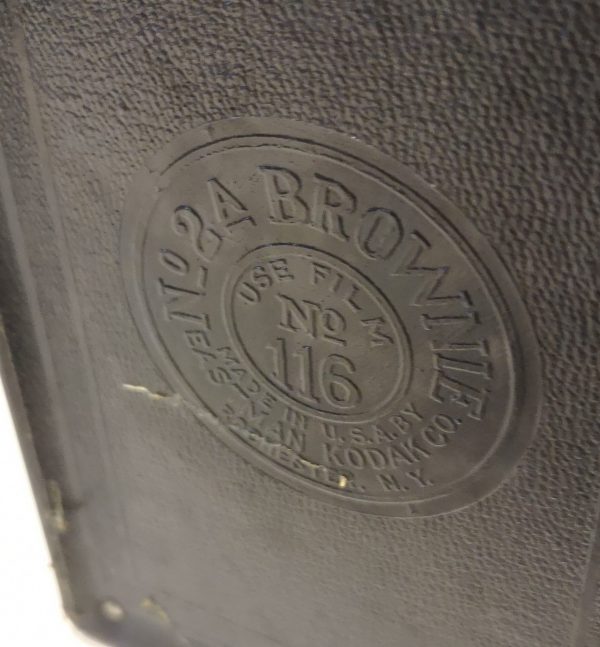 No 2A BROWNIE
USE FILM
No
116
MADE IN U.S.A. BY
EASTMAN KODAK CO.
ROCHESTER, N.Y.